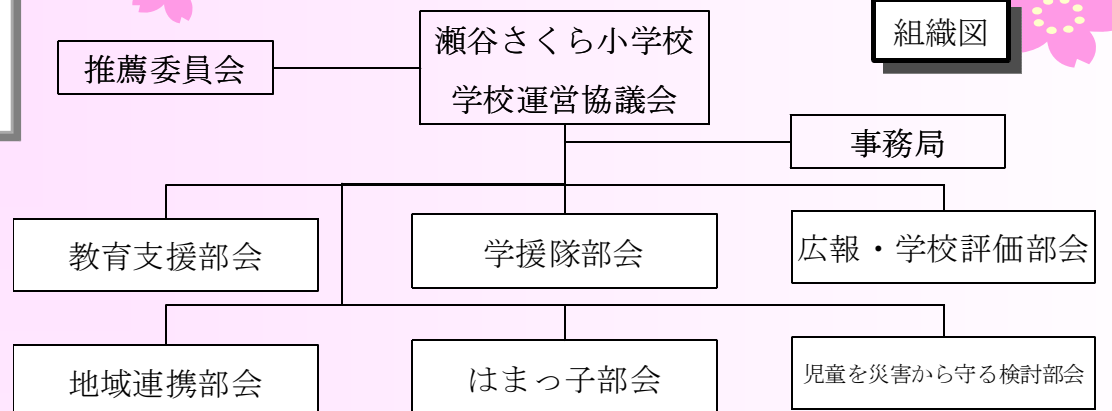 組織図
推薦委員会
瀬谷さくら小学校
学校運営協議会
事務局
教育支援部会
学援隊部会
広報・学校評価部会
地域連携部会
はまっ子部会
児童を災害から守る検討部会